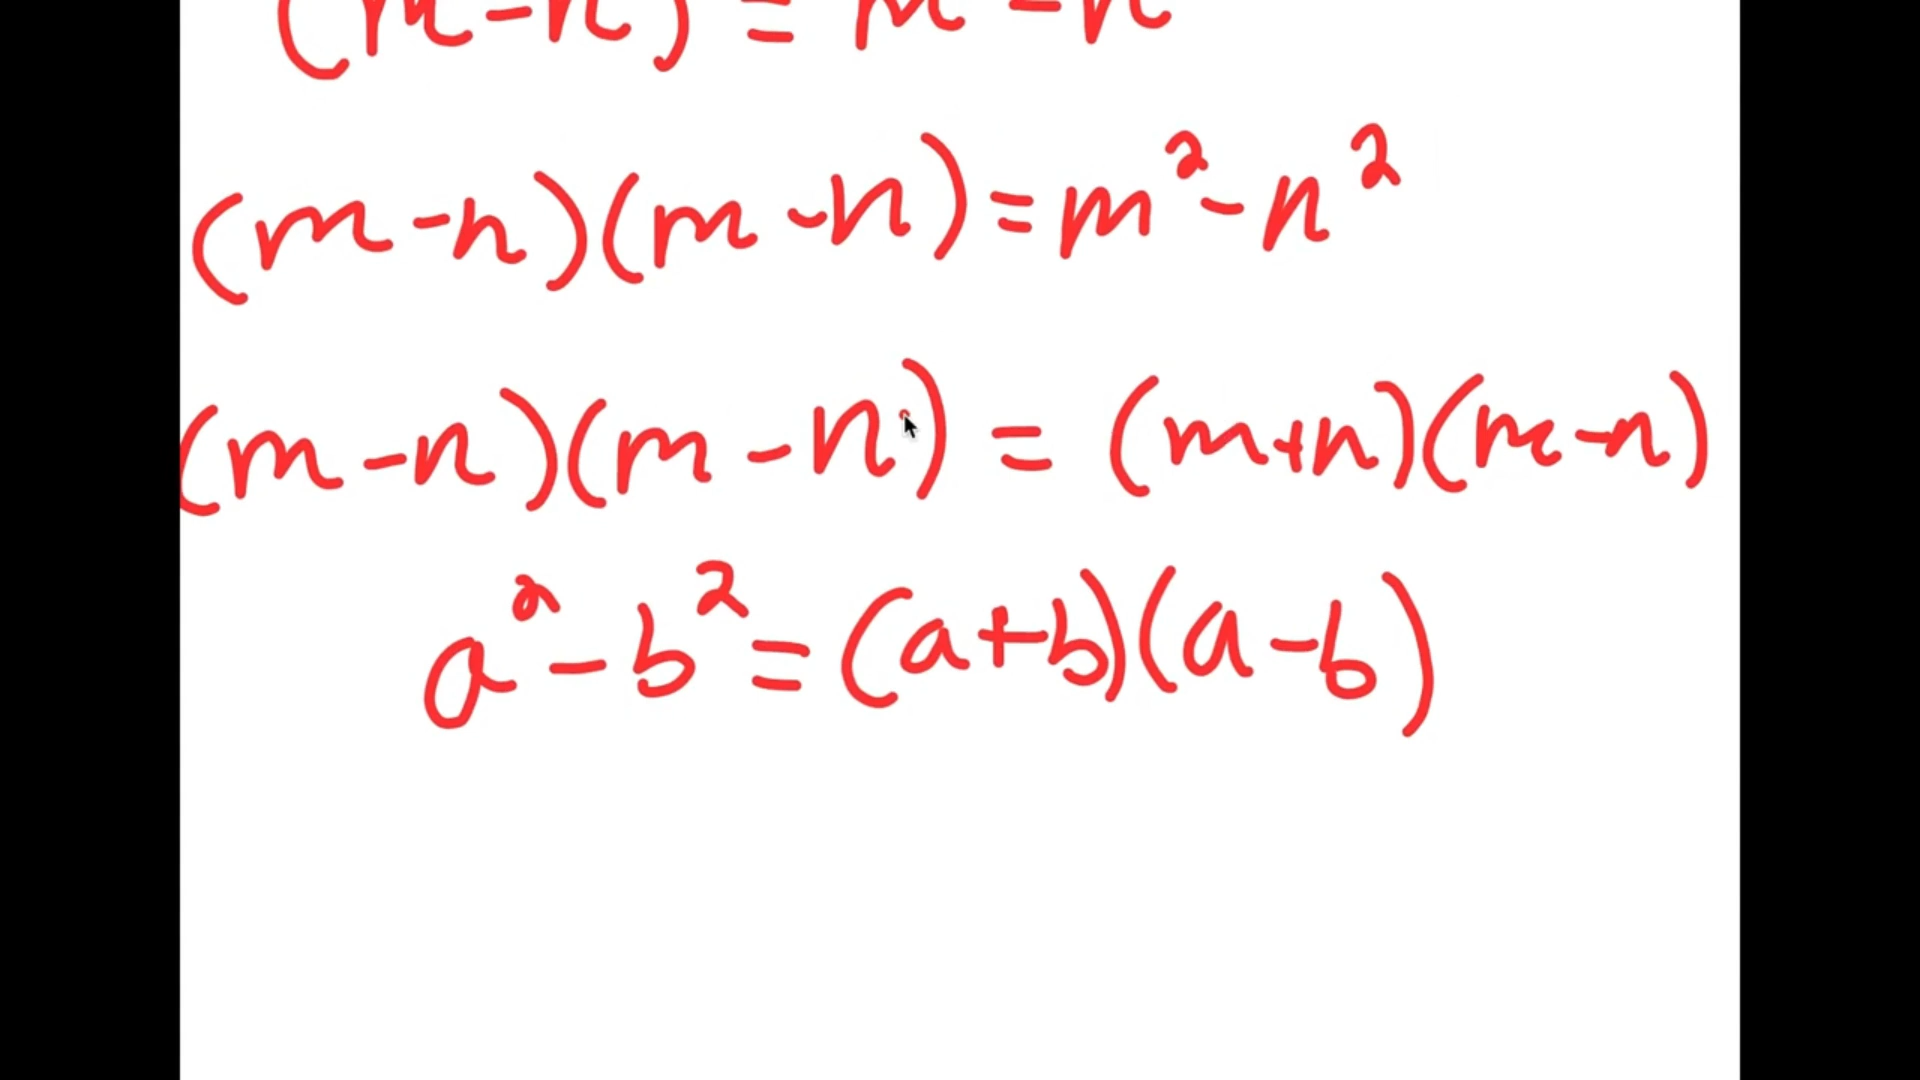 (m-n) = m - n
(m-n)(m-n)=m²-n²
(m-n)(m-n) = (m+n)(m-n)
a²-b²=(a+b)(a-b)